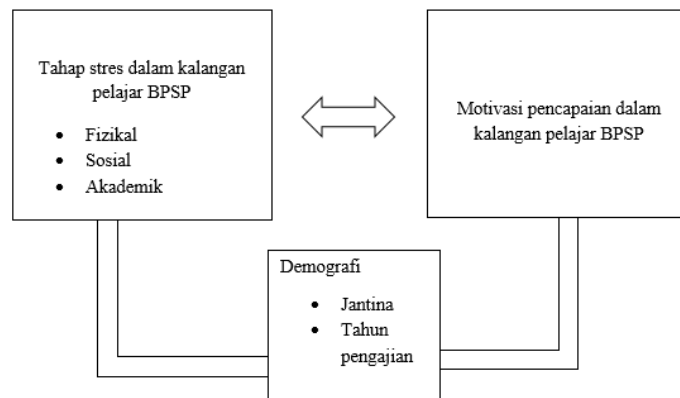 Tahap stres dalam kalangan
pelajar BPSP
• Fizikal
• Sosial
• Akademik
Motivasi pencapaian dalam
kalangan pelajar BPSP
Demografi
• Jantina
• Tahun
pengajian